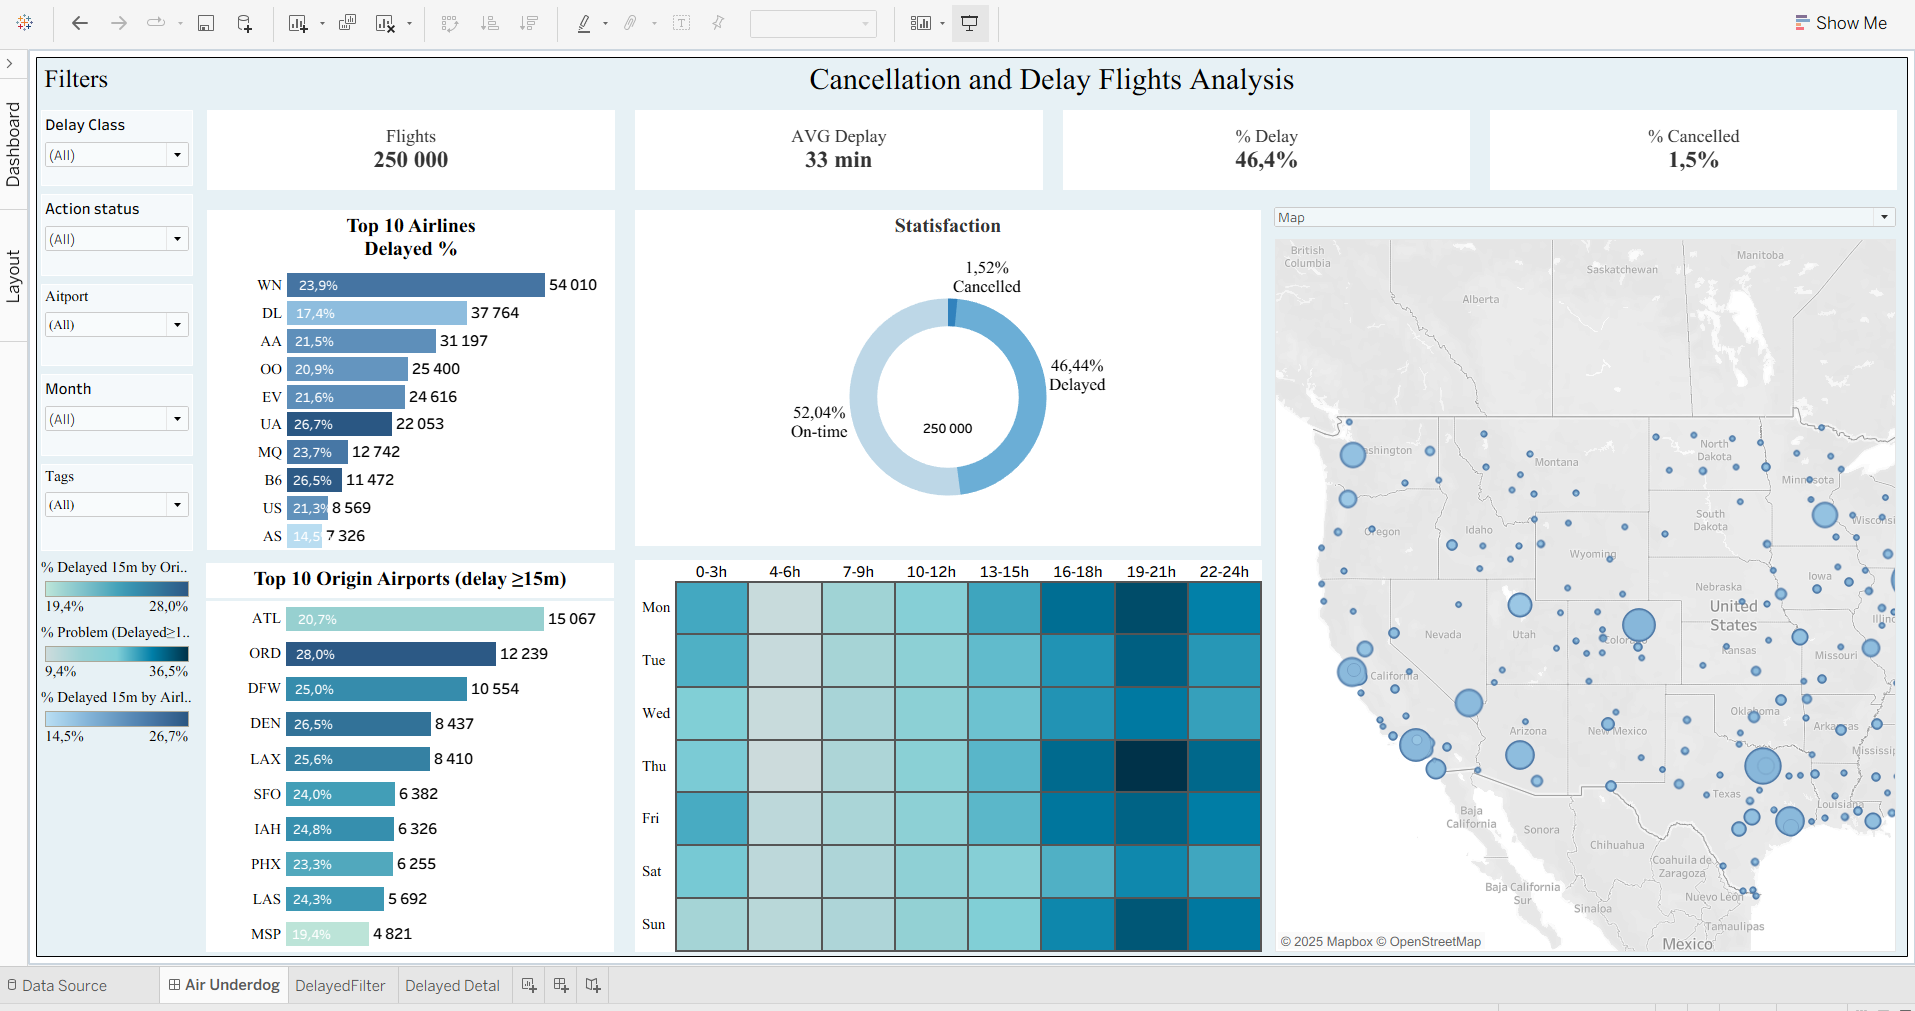 Show Me
Dashboard
Layout
Filters
Cancellation and Delay Flights Analysis
Delay Class
(All)
Action status
(All)
Aitport
(All)
Month
(All)
Tags
(All)
% Delayed 15m by Ori..
19,4% 28,0%
% Problem (Delayed≥1..
9,4% 36,5%
% Delayed 15m by Airl..
14,5% 26,7%
Flights
250 000
AVG Deplay
33 min
% Delay
46,4%
% Cancelled
1,5%
Top 10 Airlines
Delayed %
WN 23,9% 54 010
DL 17,4% 37 764
AA 21,5% 31 197
OO 20,9% 25 400
EV 21,6% 24 616
UA 26,7% 22 053
MQ 23,7% 12 742
B6 26,5% 11 472
US 21,3% 8 569
AS 14,5 7 326
Top 10 Origin Airports (delay ≥15m)
ATL 20,7% 15 067
ORD 28,0% 12 239
DFW 25,0% 10 554
DEN 26,5% 8 437
LAX 25,6% 8 410
SFO 24,0% 6 382
IAH 24,8% 6 326
PHX 23,3% 6 255
LAS 24,3% 5 692
MSP 19,4% 4 821
Statisfaction
1,52%
Cancelled
46,44%
Delayed
52,04%
On-time
250 000
0-3h 4-6h 7-9h 10-12h 13-15h 16-18h 19-21h 22-24h
Mon
Tue
Wed
Thu
Fri
Sat
Sun
Map
British
Columbia
Alberta
Saskatchewan
Manitoba
shington
Montana
North
Dakota
Minnesota
Oregon
Idaho
South
Dakota
Wisconsi
Wyoming
Nebraska
Iowa
United
States
Nevada
Utah
Colorado
Kansas
Illino
Missouri
California
Oklahoma
Arizona
New Mexico
Arkansas
Mississip
Texas
Louisiana
Baja
California
Sonora
Chihuahua
Coahuila de
Zaragoza
Baja California
Sur
Nuevo León
Sinaloa
Tamaulipas
Mexico
© 2025 Mapbox © OpenStreetMap
Data Source
Air Underdog
DelayedFilter
Delayed Detal